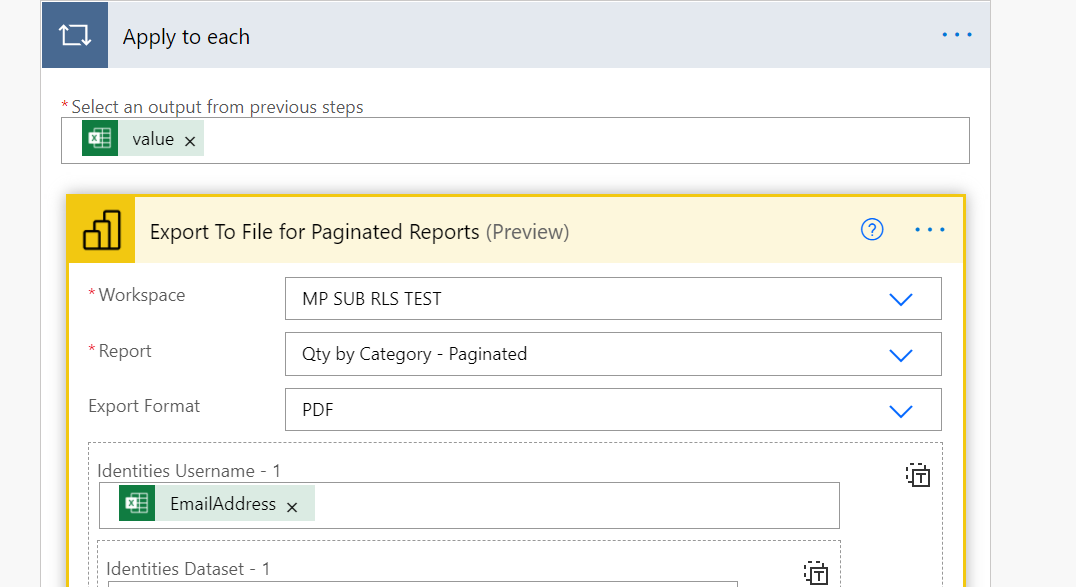 Apply to each
* Select an output from previous steps
value ×
Export To File for Paginated Reports (Preview)
* Workspace
MP SUB RLS TEST
* Report
Qty by Category - Paginated
Export Format
PDF
Identities Username - 1
EmailAddress ×
Identities Dataset - 1